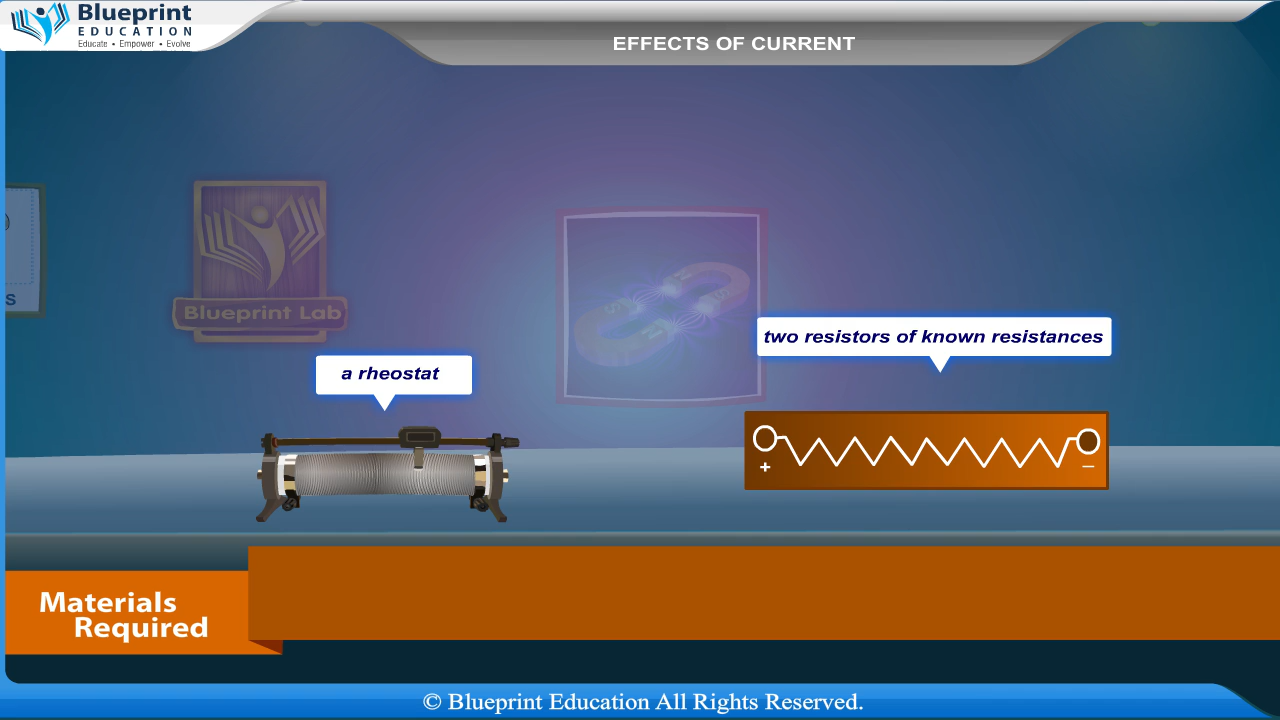 Blueprint
EDUCATION
Educate • Empower • Evolve
EFFECTS OF CURRENT
S
Blueprint Lab
two resistors of known resistances
a rheostat
+
–
Materials
Required
© Blueprint Education All Rights Reserved.